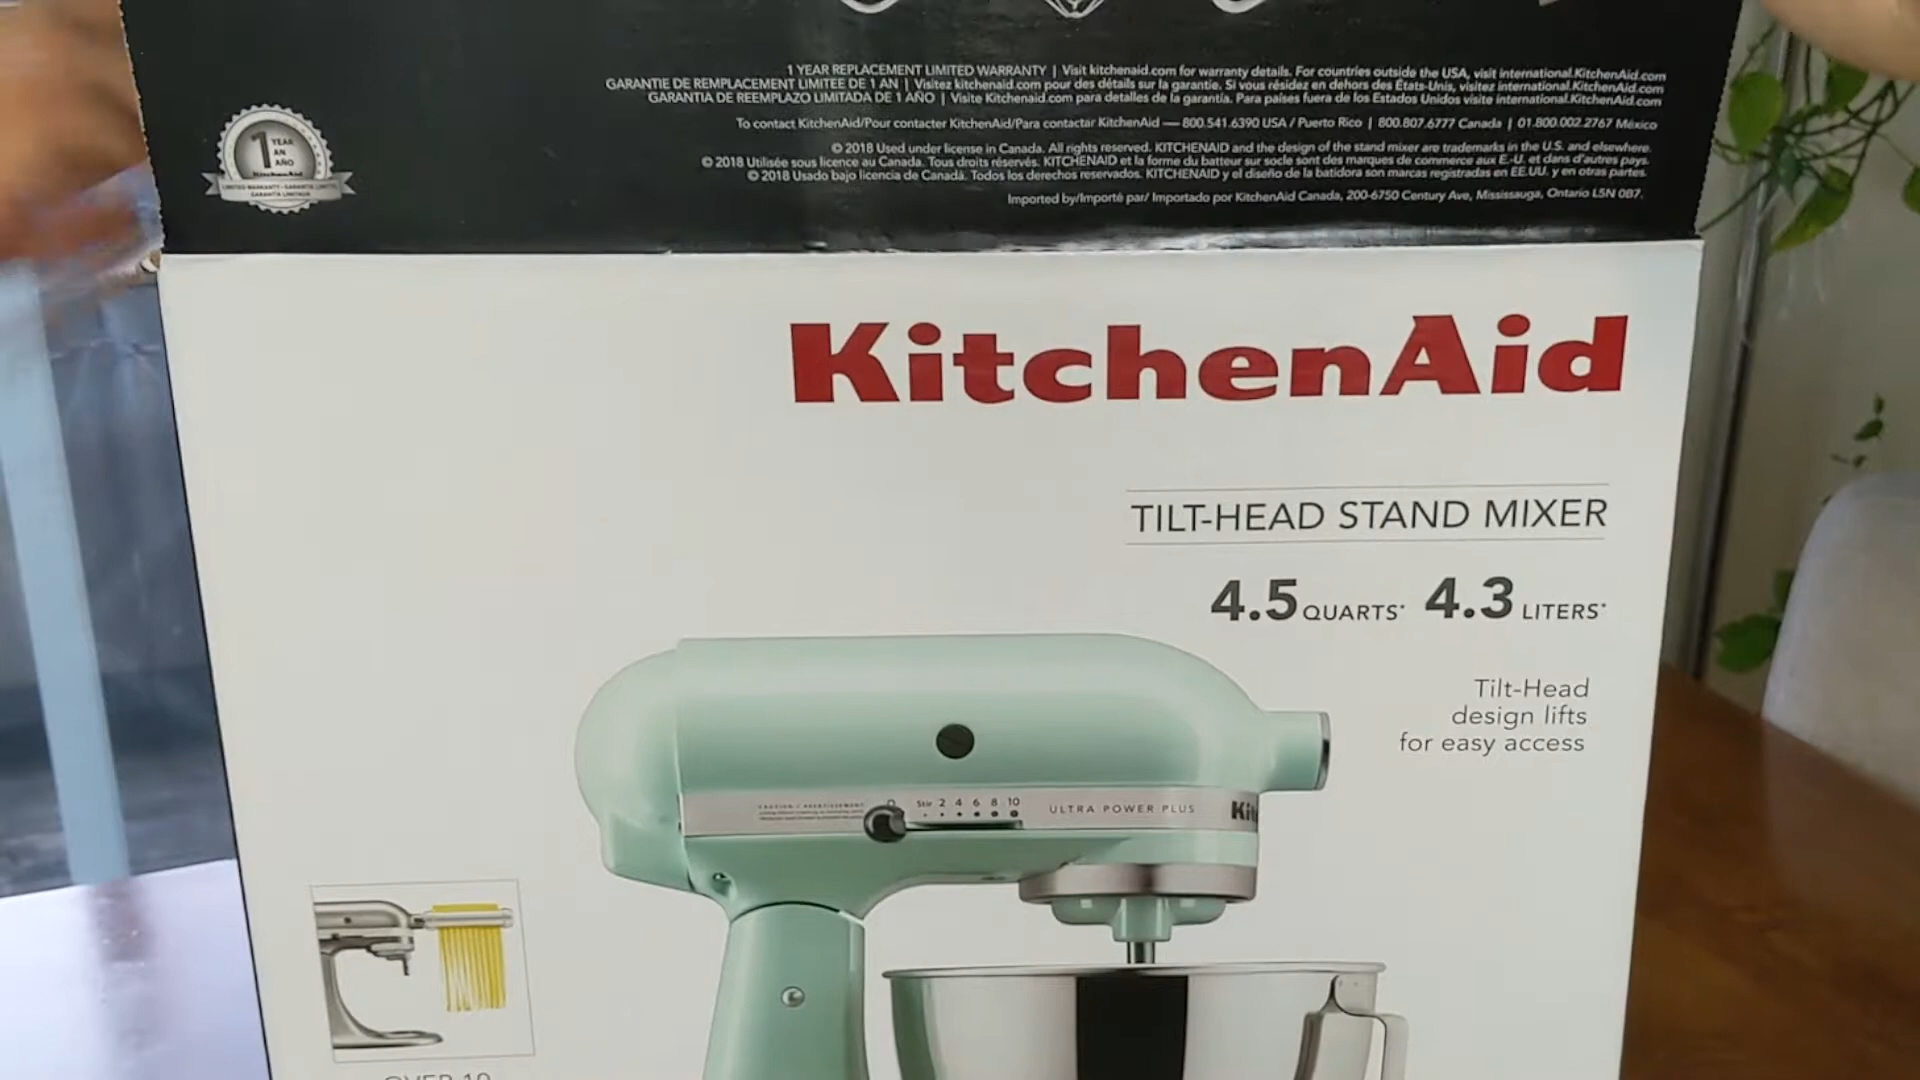 1 YEAR REPLACEMENT LIMITED WARRANTY | Visit kitchenaid.com for warranty details. For countries outside the USA, visit international.KitchenAid.com
GARANTIE DE REMPLACEMENT LIMITEE DE 1 AN | Visitez kitchenaid.com pour des détails sur la garantie. Si vous résidez en dehors des États-Unis, visitez international.KitchenAid.com
GARANTIA DE REEMPLAZO LIMITADA DE 1 AÑO | Visite Kitchenaid.com para detalles de la garantía. Para países fuera de los Estados Unidos visite international.KitchenAid.com
To contact KitchenAid/Pour contacter KitchenAid/Para contactar KitchenAid — 800.541.6390 USA / Puerto Rico | 800.807.6777 Canada | 01.800.002.2767 México
© 2018 Used under license in Canada. All rights reserved. KITCHENAID and the design of the stand mixer are trademarks in the U.S. and elsewhere.
© 2018 Utilisée sous licence au Canada. Tous droits réservés. KITCHENAID et la forme du batteur sur socle sont des marques de commerce aux E.-U. et dans d'autres pays.
© 2018 Usado bajo licencia de Canadá. Todos los derechos reservados. KITCHENAID y el diseño de la batidora son marcas registradas en EE.UU. y en otras partes.
Imported by/Importé par/ Importado por KitchenAid Canada, 200-6750 Century Ave, Mississauga, Ontario L5N 0B7.
1 YEAR
AN
AÑO
KitchenAid
LIMITED WARRANTY · GARANTIE LIMITÉE
GARANTÍA LIMITADA
KitchenAid
TILT-HEAD STAND MIXER
4.5 QUARTS* 4.3 LITERS*
Tilt-Head
design lifts
for easy access
0 Stir 2 4 6 8 10
ULTRA POWER PLUS
Kit
OVER 10